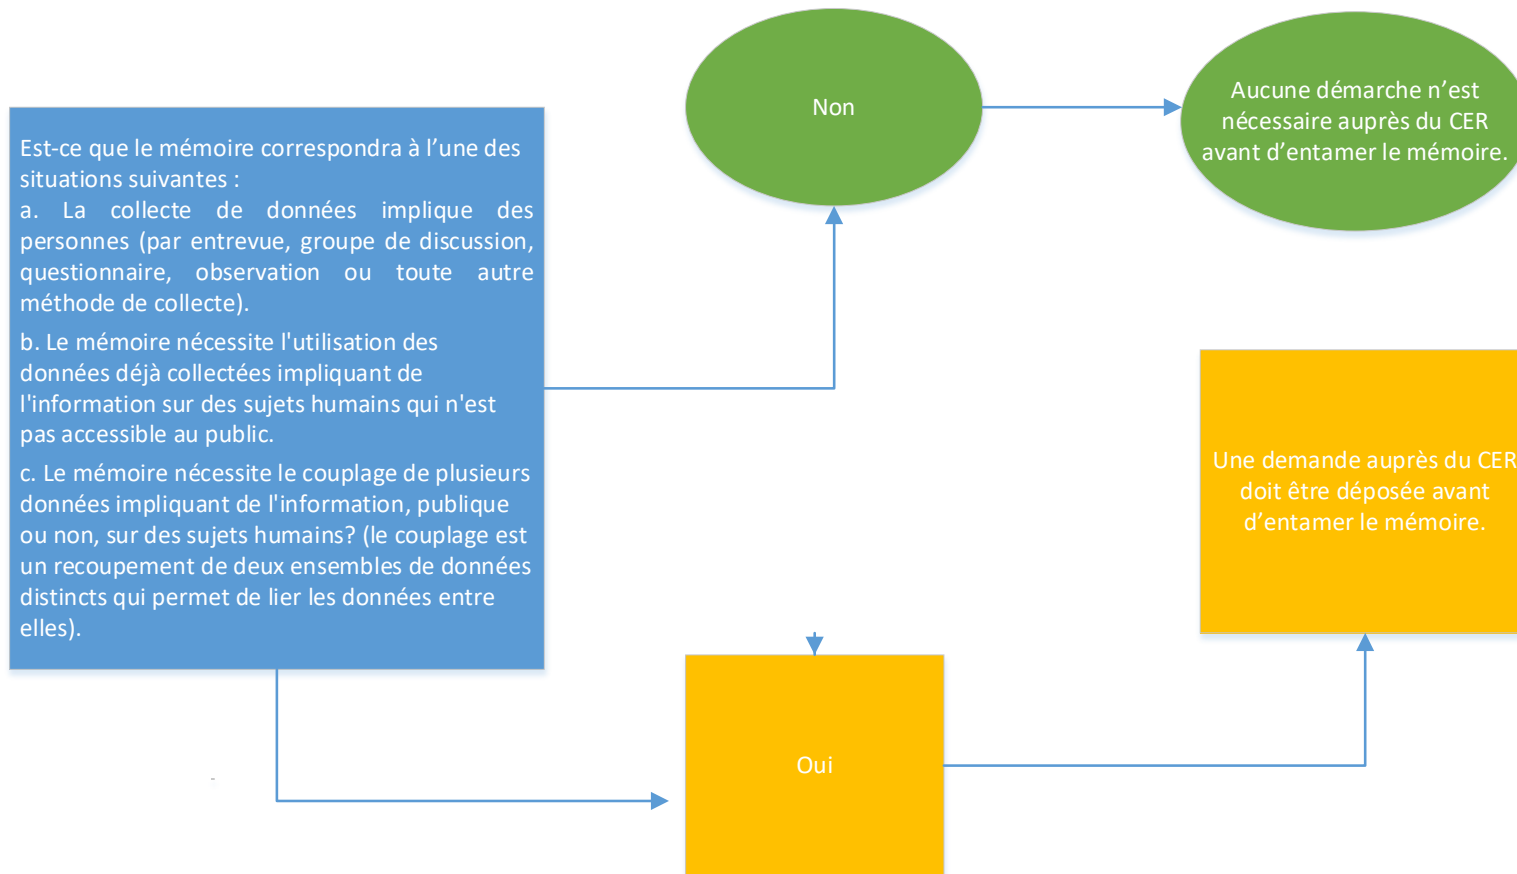 Est-ce que le mémoire correspondra à l’une des
situations suivantes :
a. La collecte de données implique des
personnes (par entrevue, groupe de discussion,
questionnaire, observation ou toute autre
méthode de collecte).
b. Le mémoire nécessite l'utilisation des
données déjà collectées impliquant de
l'information sur des sujets humains qui n'est
pas accessible au public.
c. Le mémoire nécessite le couplage de plusieurs
données impliquant de l'information, publique
ou non, sur des sujets humains? (le couplage est
un recoupement de deux ensembles de données
distincts qui permet de lier les données entre
elles).
Non
Aucune démarche n’est
nécessaire auprès du CER
avant d’entamer le mémoire.
Oui
Une demande auprès du CER
doit être déposée avant
d’entamer le mémoire.